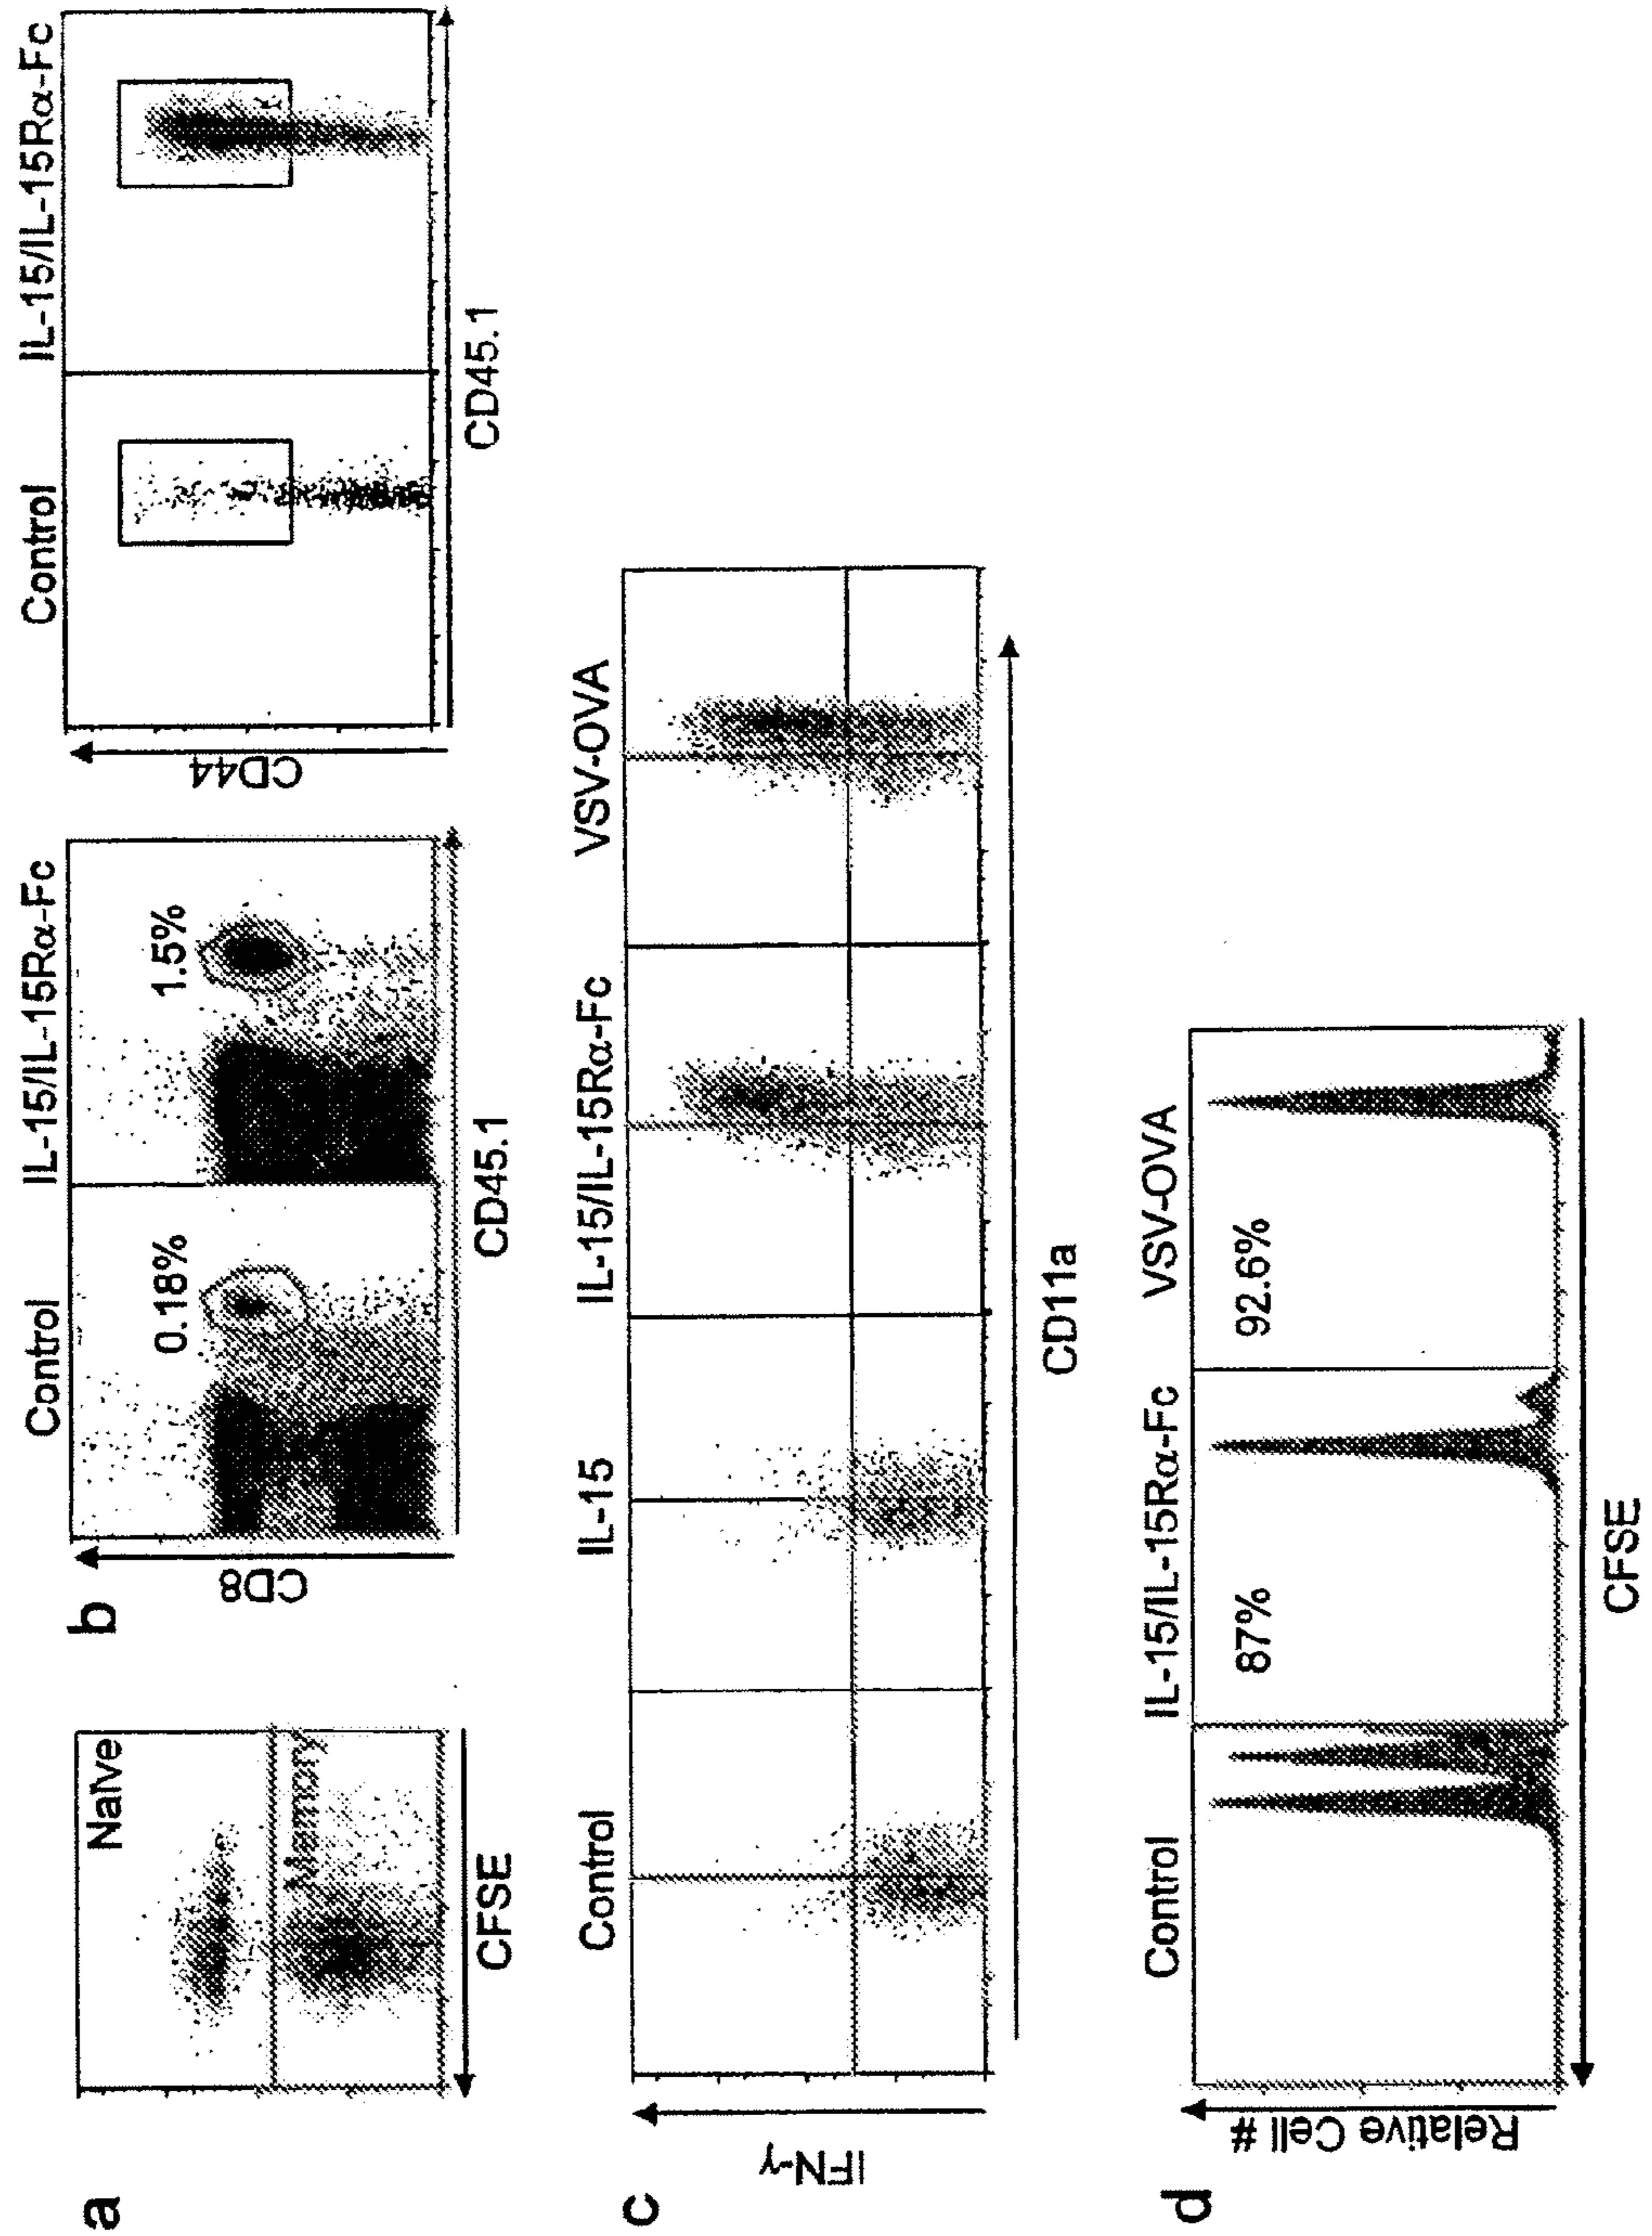 a
Naïve
Memory
CFSE
b
Control
IL-15/IL-15Rα-Fc
0.18%
1.5%
CD8
CD45.1
Control
IL-15/IL-15Rα-Fc
CD44
CD45.1
c
Control
IL-15
IL-15/IL-15Rα-Fc
VSV-OVA
IFN-γ
CD11a
d
Control
IL-15/IL-15Rα-Fc
VSV-OVA
87%
92.6%
Relative Cell #
CFSE